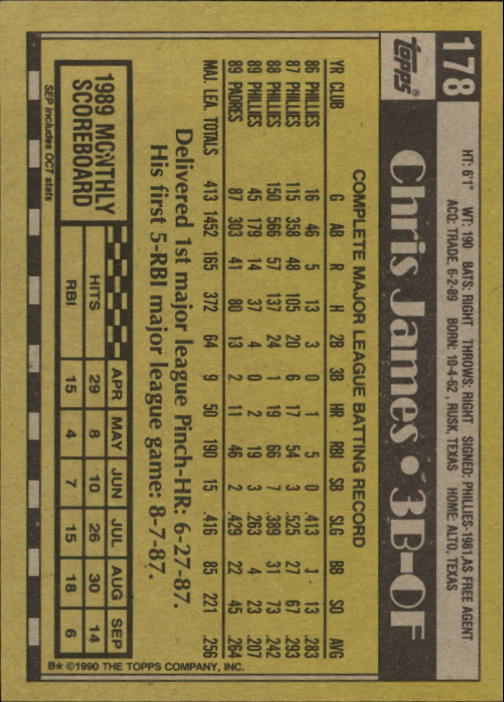 178
Topps®
HT: 6'1" WT: 190 BATS: RIGHT THROWS: RIGHT SIGNED: PHILLIES-1981, AS FREE AGENT
ACQ: TRADE, 6-2-89 BORN: 10-4-62, RUSK, TEXAS HOME: ALTO, TEXAS
Chris James • 3B-OF
COMPLETE MAJOR LEAGUE BATTING RECORD
YR CLUB G AB R H 2B 3B HR RBI SB SLG BB SO AVG
86 PHILLIES 16 46 5 13 3 0 1 5 0 .413 1 13 .283
87 PHILLIES 115 358 48 105 20 6 17 54 3 .525 27 67 .293
88 PHILLIES 150 566 57 137 24 1 19 66 7 .389 31 73 .242
89 PHILLIES 45 179 14 37 4 0 2 19 3 .263 4 23 .207
89 PADRES 87 303 41 80 13 2 11 46 2 .429 22 45 .264
MAJ. LEA. TOTALS 413 1452 165 372 64 9 50 190 15 .416 85 221 .256
Delivered 1st major league Pinch-HR: 6-27-87.
His first 5-RBI major league game: 8-7-87.
1989 MONTHLY
SCOREBOARD
APR MAY JUN JUL AUG SEP
HITS 29 8 10 26 30 14
RBI 15 4 7 15 18 6
SEP includes OCT stats
B* ©1990 THE TOPPS COMPANY, INC.